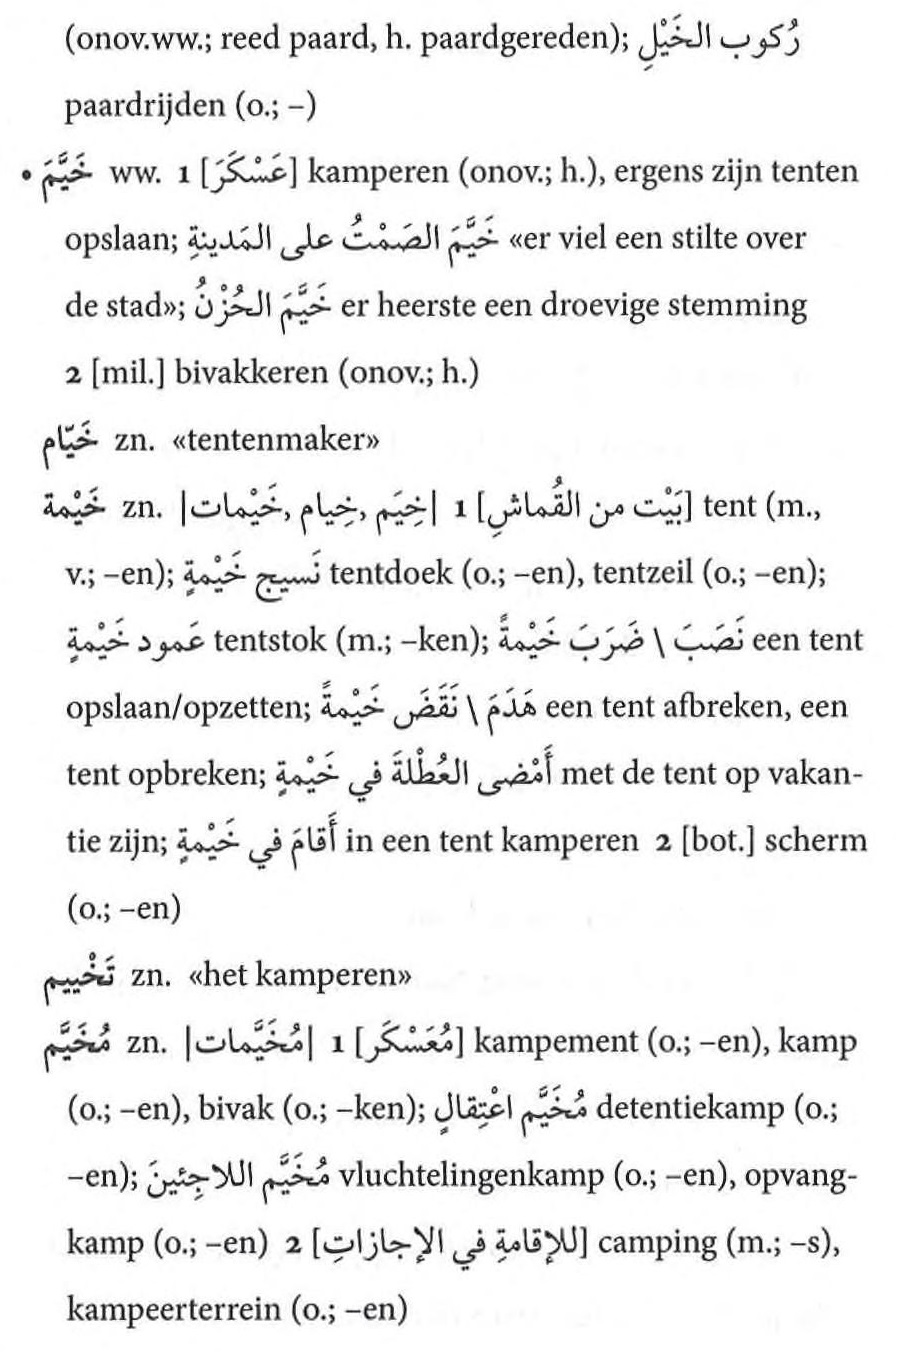 (onov.ww.; reed paard, h. paardgereden); رُكوب الخَيْلِ
paardrijden (o.; –)
• خَيَّمَ ww. 1 [عَسْكَرَ] kamperen (onov.; h.), ergens zijn tenten
opslaan; خَيَّمَ الصَمْتُ على المَدينةِ «er viel een stilte over
de stad»; خَيَّمَ الحُزْنُ er heerste een droevige stemming
2 [mil.] bivakkeren (onov.; h.)
خَيّام zn. «tentenmaker»
خَيْمة zn. |خِيَم, خِيام, خَيْمات| 1 [بَيْت من القُماشِ] tent (m.,
v.; –en); نَسيج خَيْمةٍ tentdoek (o.; –en), tentzeil (o.; –en);
عَمود خَيْمةٍ tentstok (m.; –ken); نَصَبَ \ ضَرَبَ خَيْمةً een tent
opslaan/opzetten; هَدَمَ \ نَقَضَ خَيْمةً een tent afbreken, een
tent opbreken; أَمْضى العُطْلةَ في خَيْمةٍ met de tent op vakan-
tie zijn; أَقامَ في خَيْمةٍ in een tent kamperen 2 [bot.] scherm
(o.; –en)
تَخْييم zn. «het kamperen»
مُخَيَّم zn. |مُخَيَّمات| 1 [مُعَسْكَر] kampement (o.; –en), kamp
(o.; –en), bivak (o.; –ken); مُخَيَّم اعْتِقالٍ detentiekamp (o.;
–en); مُخَيَّم اللاجِئينَ vluchtelingenkamp (o.; –en), opvang-
kamp (o.; –en) 2 [للإقامةِ في الإجازاتِ] camping (m.; –s),
kampeerterrein (o.; –en)